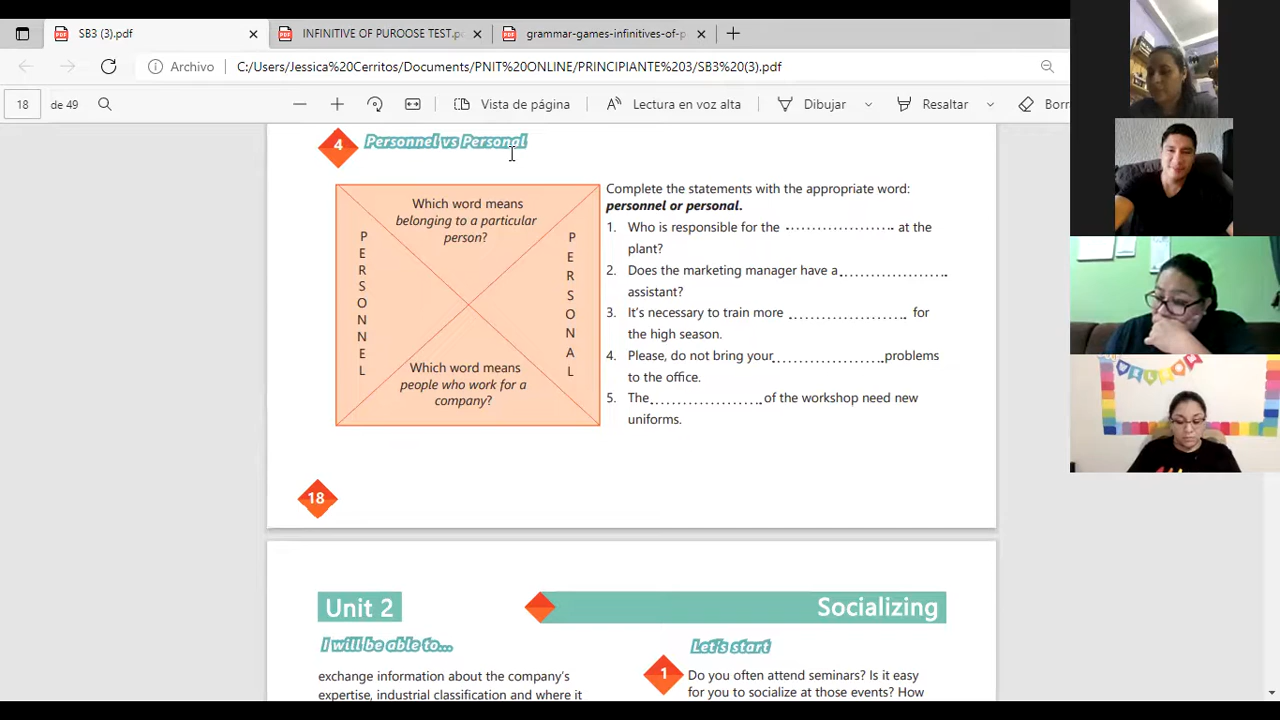 SB3 (3).pdf
INFINITIVE OF PUROOSE TEST.p
grammar-games-infinitives-of-p
Archivo
C:/Users/Jessica%20Cerritos/Documents/PNIT%20ONLINE/PRINCIPIANTE%203/SB3%20(3).pdf
18
de 49
Vista de página
Lectura en voz alta
Dibujar
Resaltar
Borr
4
Personnel vs Personal
Which word means
belonging to a particular
person?
PERSONNEL
PERSONAL
Which word means
people who work for a
company?
Complete the statements with the appropriate word:
personnel or personal.
1. Who is responsible for the ..................... at the
plant?
2. Does the marketing manager have a.....................
assistant?
3. It's necessary to train more ..................... for
the high season.
4. Please, do not bring your.....................problems
to the office.
5. The..................... of the workshop need new
uniforms.
18
Unit 2
Socializing
I will be able to...
exchange information about the company's
expertise, industrial classification and where it
Let's start
1
Do you often attend seminars? Is it easy
for you to socialize at those events? How